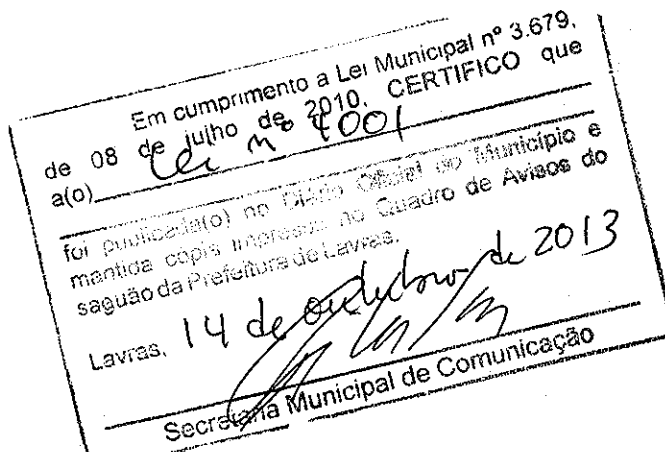 Em cumprimento a Lei Municipal nº 3.679,
de 08 de julho de 2010, CERTIFICO que
a(o) Lei nº 4001
foi publicada(o) no Diário Oficial do Município e
mantida copia impressa no Quadro de Avisos do
saguão da Prefeitura de Lavras.
Lavras, 14 de outubro de 2013
Secretaria Municipal de Comunicação